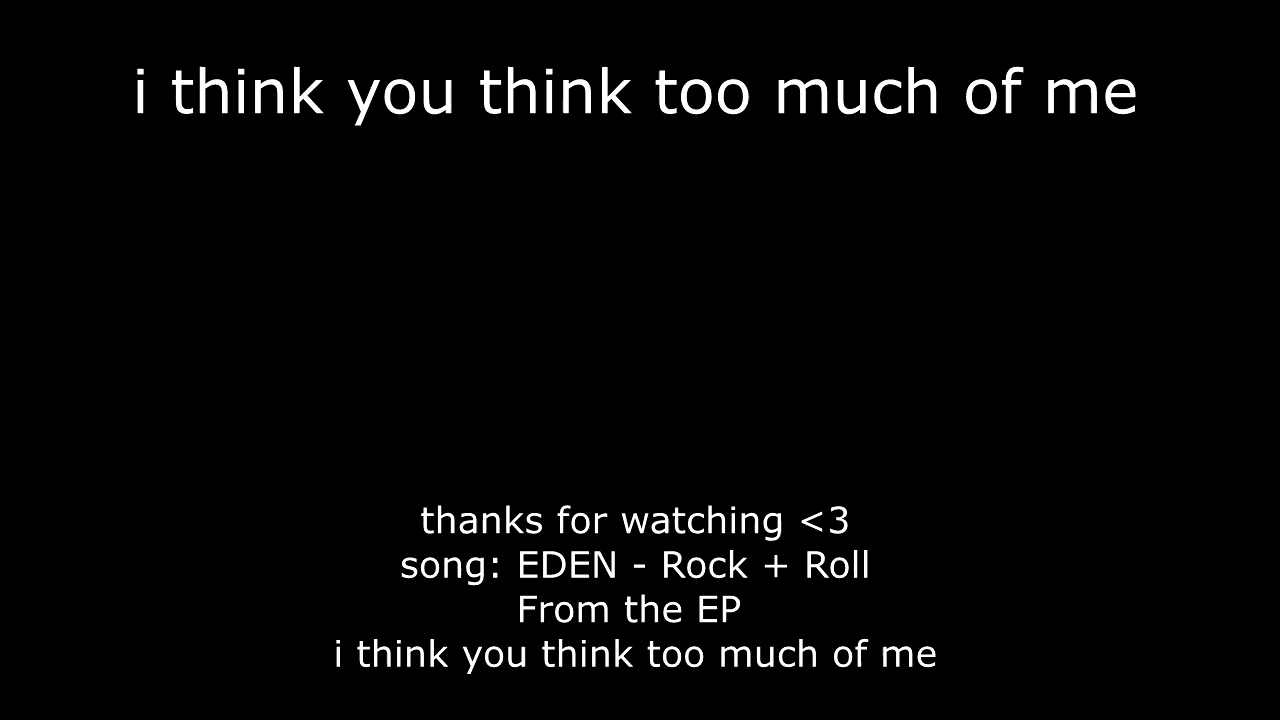 i think you think too much of me
thanks for watching <3
song: EDEN - Rock + Roll
From the EP
i think you think too much of me